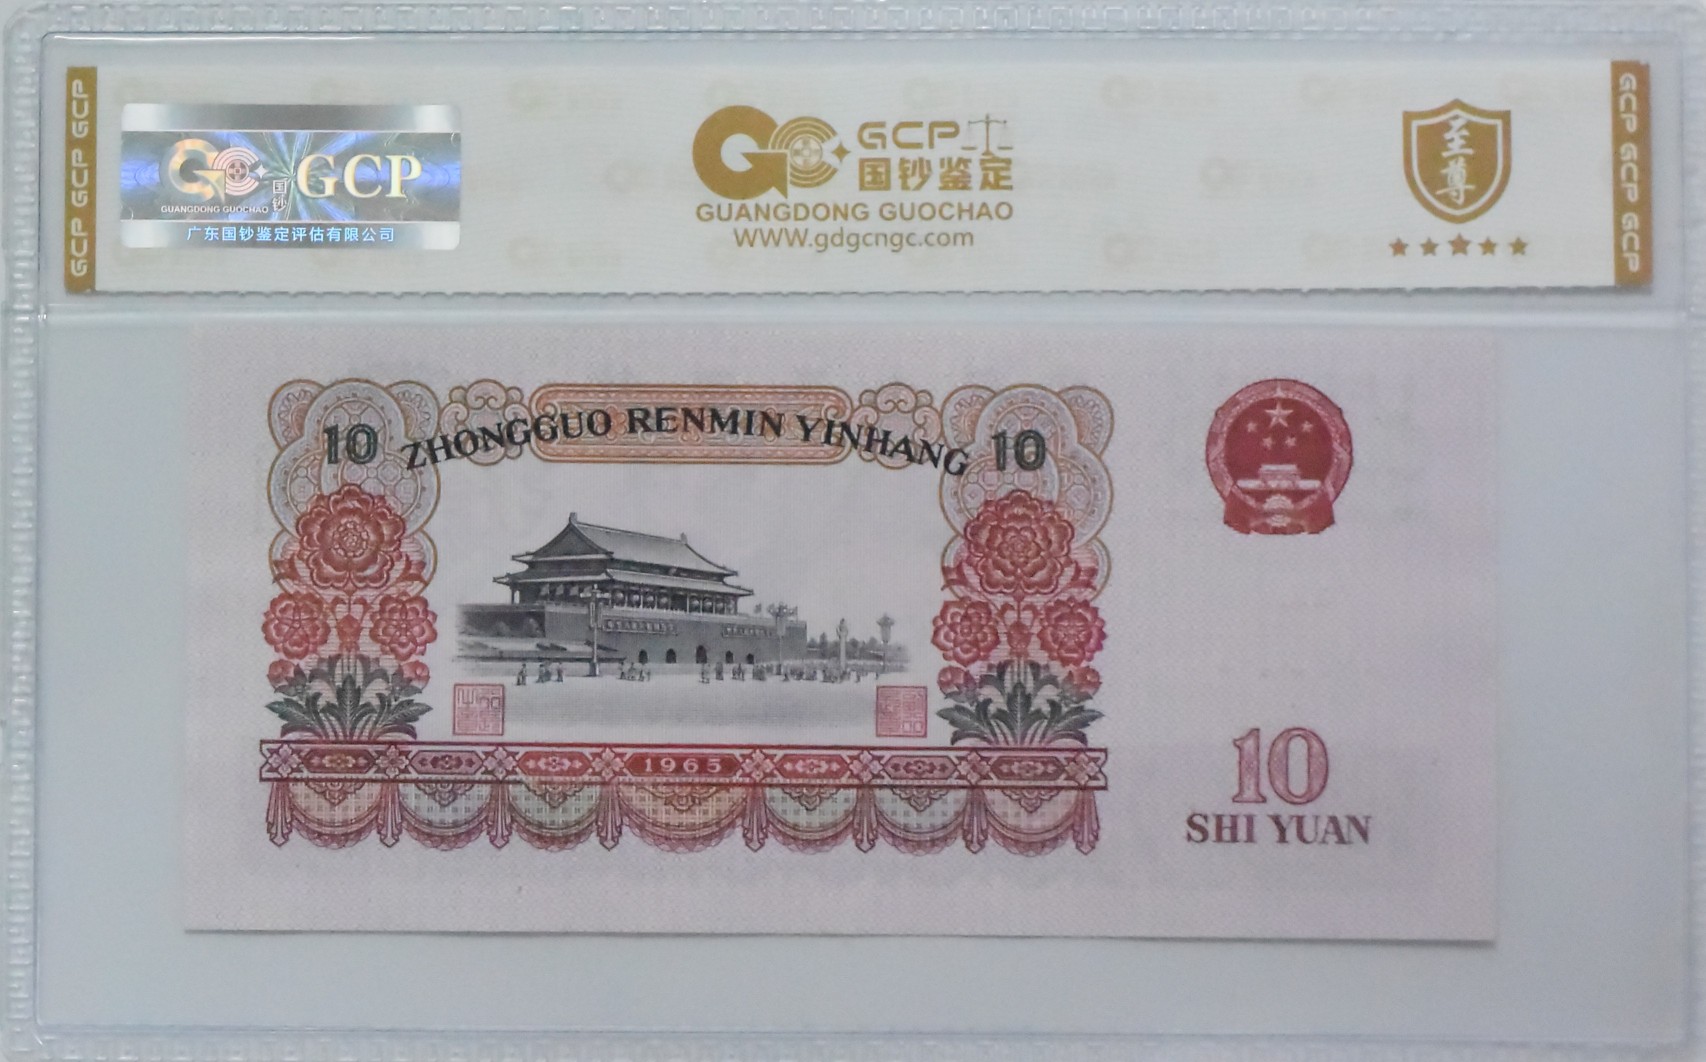 GCP GCP GCP
GCP
国钞
GUANGDONG GUOCHAO
广东国钞鉴定评估有限公司
GCP
国钞鉴定
GUANGDONG GUOCHAO
WWW.gdgcngc.com
至尊
GCP GCP GCP
10 ZHONGGUO RENMIN YINHANG 10
1965
10
SHI YUAN